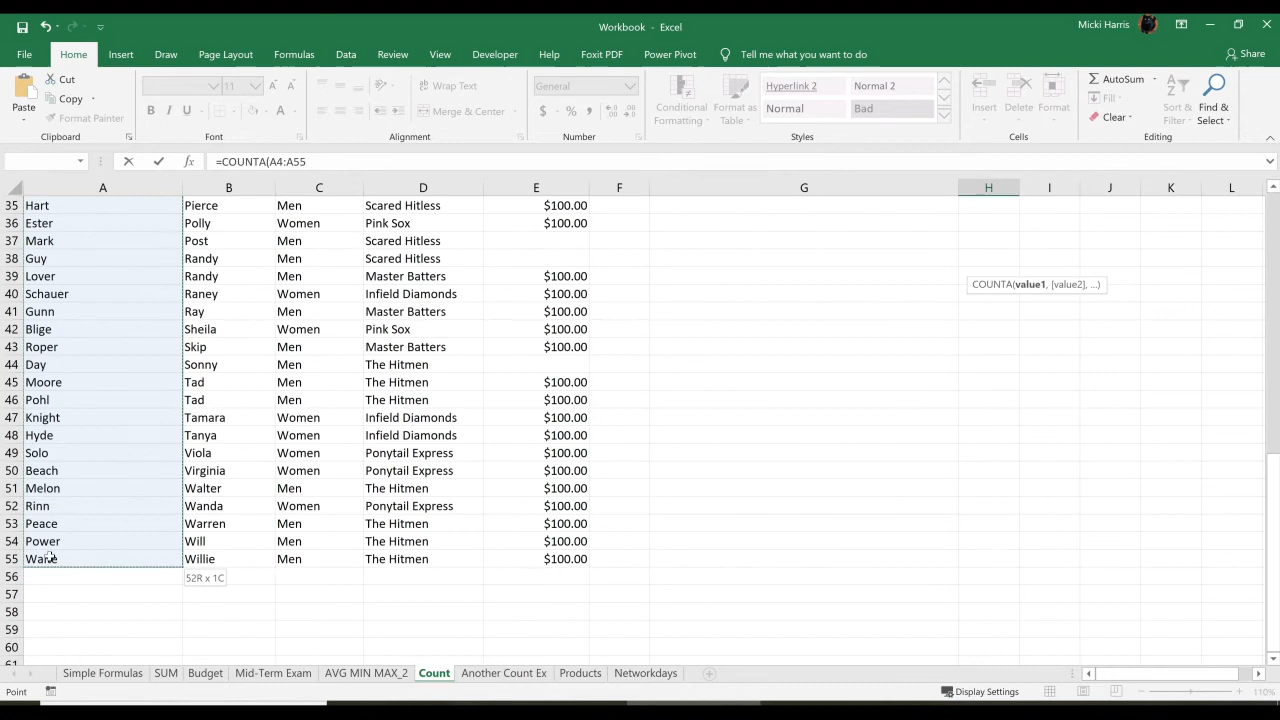 Workbook - Excel
Micki Harris
File Home Insert Draw Page Layout Formulas Data Review View Developer Help Foxit PDF Power Pivot Tell me what you want to do Share
Cut
Copy
Format Painter
Paste
Clipboard
11 A A
B I U A
Font
Wrap Text
Merge & Center
Alignment
General
$ % ,
Number
Conditional Formatting
Format as Table
Hyperlink 2 Normal 2
Normal Bad
Styles
Insert Delete Format
Cells
AutoSum
Fill
Clear
Sort & Filter
Find & Select
Editing
fx =COUNTA(A4:A55
A B C D E F G H I J K L
35 Hart Pierce Men Scared Hitless $100.00
36 Ester Polly Women Pink Sox $100.00
37 Mark Post Men Scared Hitless
38 Guy Randy Men Scared Hitless
39 Lover Randy Men Master Batters $100.00
40 Schauer Raney Women Infield Diamonds $100.00
41 Gunn Ray Men Master Batters $100.00
42 Blige Sheila Women Pink Sox $100.00
43 Roper Skip Men Master Batters $100.00
44 Day Sonny Men The Hitmen
45 Moore Tad Men The Hitmen $100.00
46 Pohl Tad Men The Hitmen $100.00
47 Knight Tamara Women Infield Diamonds $100.00
48 Hyde Tanya Women Infield Diamonds $100.00
49 Solo Viola Women Ponytail Express $100.00
50 Beach Virginia Women Ponytail Express $100.00
51 Melon Walter Men The Hitmen $100.00
52 Rinn Wanda Women Ponytail Express $100.00
53 Peace Warren Men The Hitmen $100.00
54 Power Will Men The Hitmen $100.00
55 Willie Men The Hitmen $100.00
56
57
58
59
60
61
COUNTA(value1, [value2], ...)
52R x 1C
Simple Formulas SUM Budget Mid-Term Exam AVG MIN MAX_2 Count Another Count Ex Products Networkdays
Point
Display Settings
110%